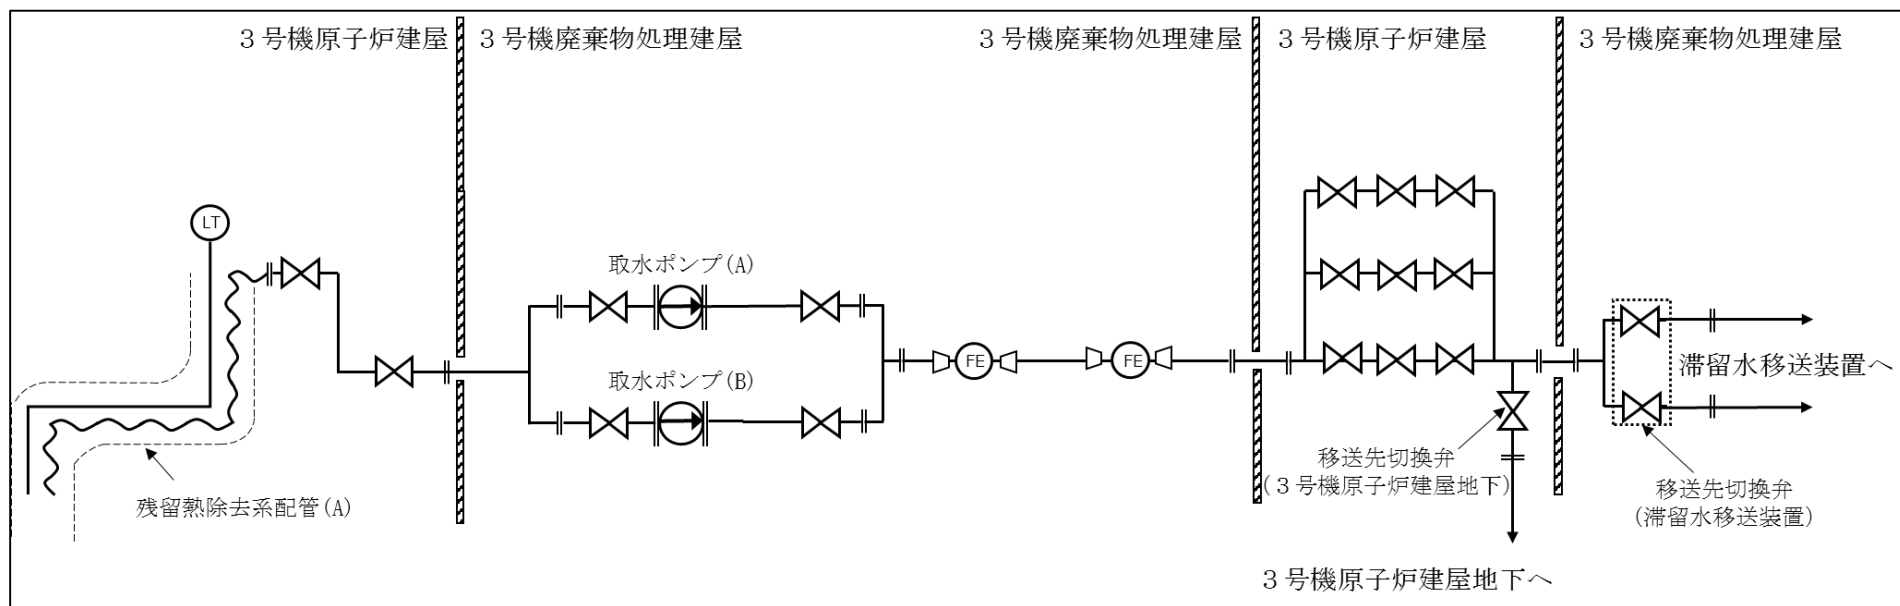 3号機原子炉建屋
3号機廃棄物処理建屋
3号機廃棄物処理建屋
3号機原子炉建屋
3号機廃棄物処理建屋
LT
取水ポンプ(A)
FE
FE
取水ポンプ(B)
滞留水移送装置へ
残留熱除去系配管(A)
移送先切換弁
(3号機原子炉建屋地下)
移送先切換弁
(滞留水移送装置)
3号機原子炉建屋地下へ